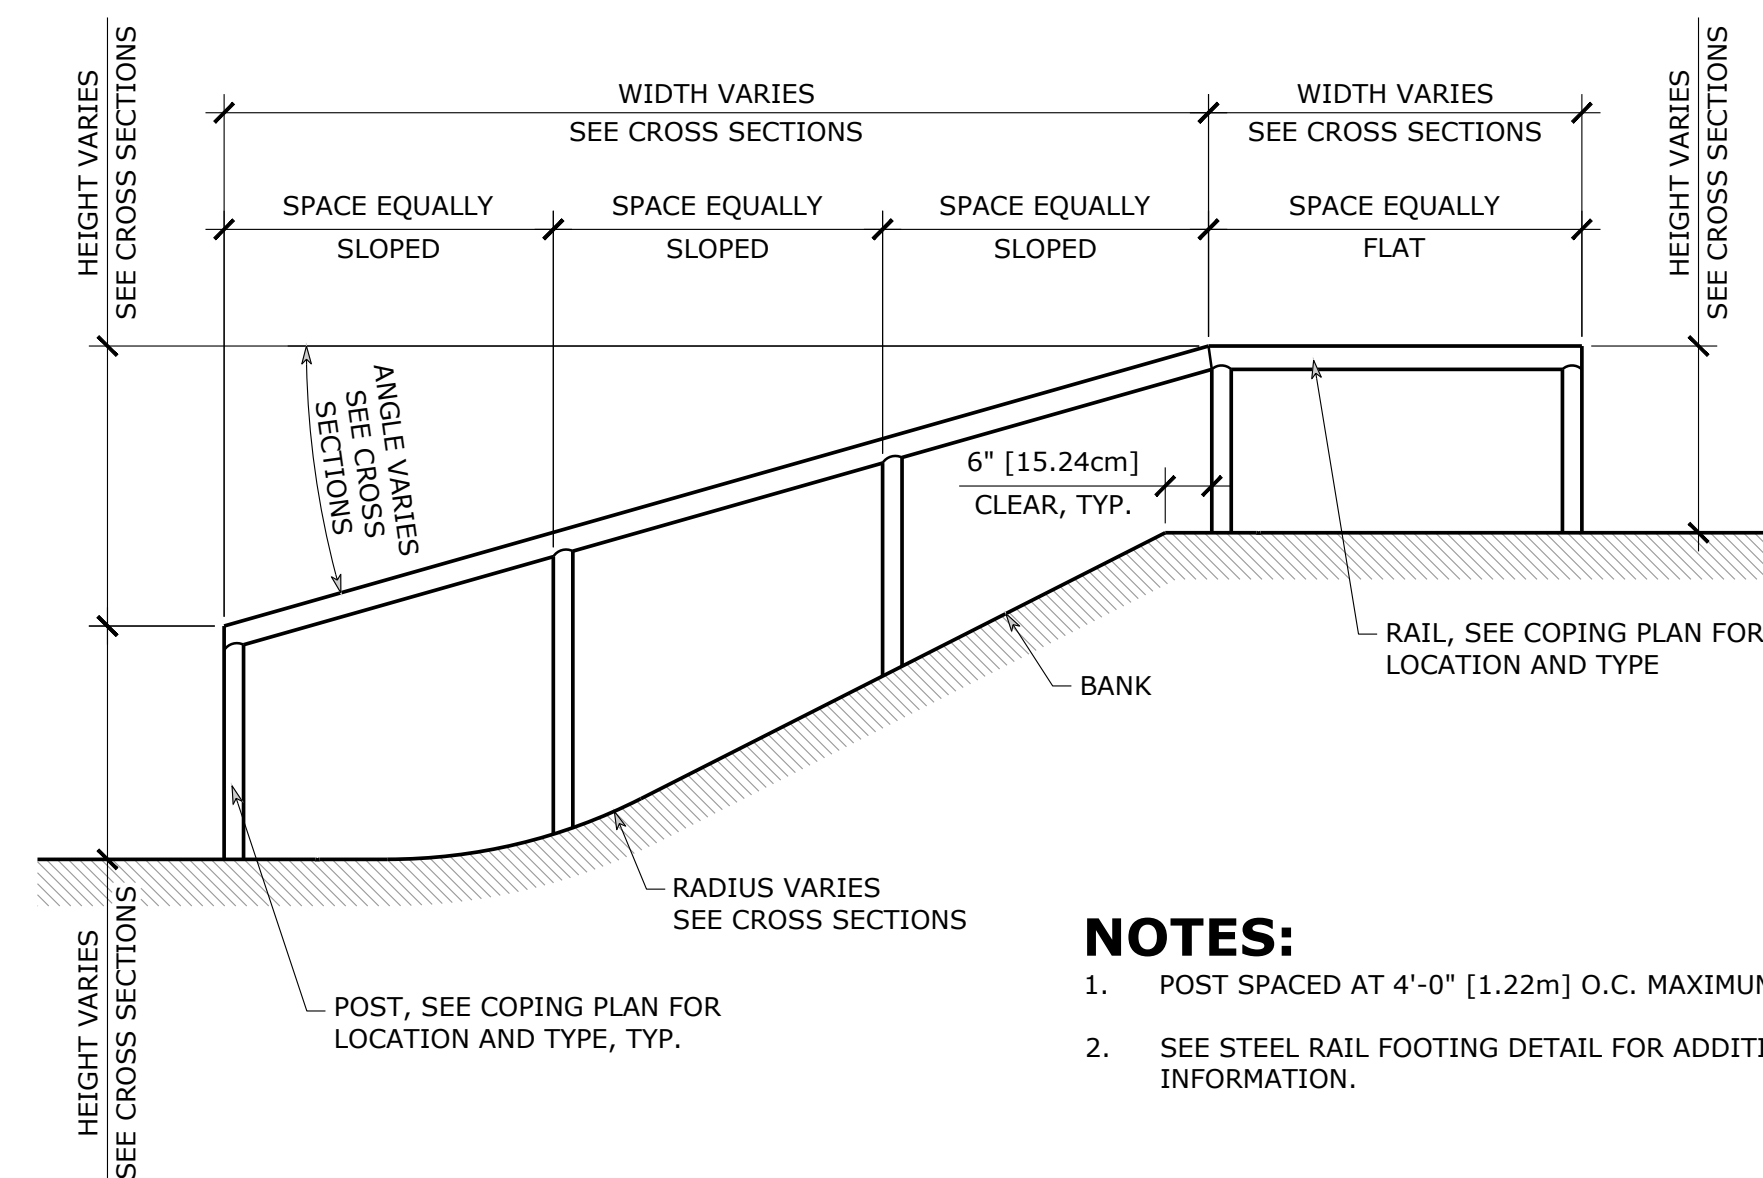 HEIGHT VARIES
SEE CROSS SECTIONS
WIDTH VARIES
SEE CROSS SECTIONS
WIDTH VARIES
SEE CROSS SECTIONS
HEIGHT VARIES
SEE CROSS SECTIONS
SPACE EQUALLY
SLOPED
SPACE EQUALLY
SLOPED
SPACE EQUALLY
SLOPED
SPACE EQUALLY
FLAT
ANGLE VARIES
SEE CROSS
SECTIONS
6" [15.24cm]
CLEAR, TYP.
RAIL, SEE COPING PLAN FOR
LOCATION AND TYPE
BANK
RADIUS VARIES
SEE CROSS SECTIONS
POST, SEE COPING PLAN FOR
LOCATION AND TYPE, TYP.
HEIGHT VARIES
SEE CROSS SECTIONS
NOTES:
1. POST SPACED AT 4'-0" [1.22m] O.C.
2. SEE STEEL RAIL FOOTING DETAIL FOR
INFORMATION.